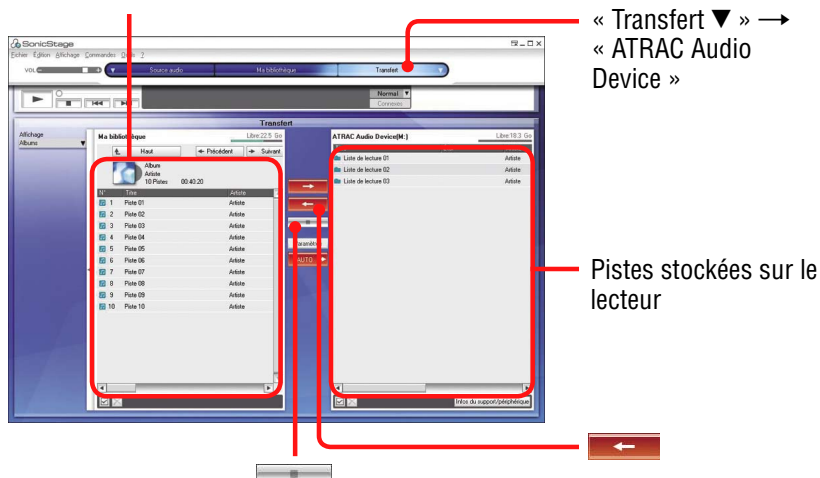 « Transfert ▼ » →
« ATRAC Audio
Device »
SonicStage
Fichier Édition Affichage Commandes Outils ?
VOL
Source audio
Ma bibliothèque
Transfert
Normal ▼
Connexes
Transfert
Affichage
Albums ▼
Ma bibliothèque Libre:22.5 Go
Haut ← Précédent → Suivant
Album
Artiste
10 Pistes 00:40:20
N° Titre Artiste
1 Piste 01 Artiste
2 Piste 02 Artiste
3 Piste 03 Artiste
4 Piste 04 Artiste
5 Piste 05 Artiste
6 Piste 06 Artiste
7 Piste 07 Artiste
8 Piste 08 Artiste
9 Piste 09 Artiste
10 Piste 10 Artiste
AUTO
ATRAC Audio Device(M:) Libre:18.3 Go
Liste de lecture 01 Artiste
Liste de lecture 02 Artiste
Liste de lecture 03 Artiste
Infos du support/périphérique
Pistes stockées sur le
lecteur